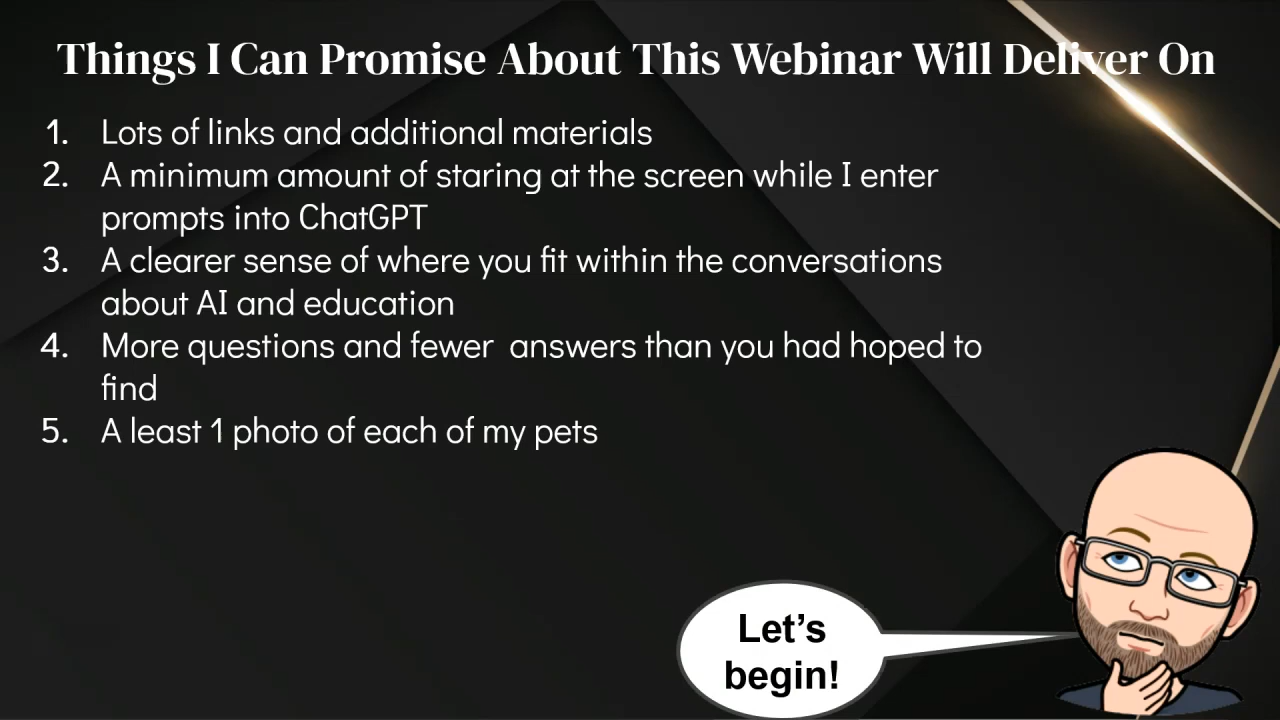 Things I Can Promise About This Webinar Will Deliver On
1. Lots of links and additional materials
2. A minimum amount of staring at the screen while I enter
prompts into ChatGPT
3. A clearer sense of where you fit within the conversations
about AI and education
4. More questions and fewer  answers than you had hoped to
find
5. A least 1 photo of each of my pets
Let's
begin!